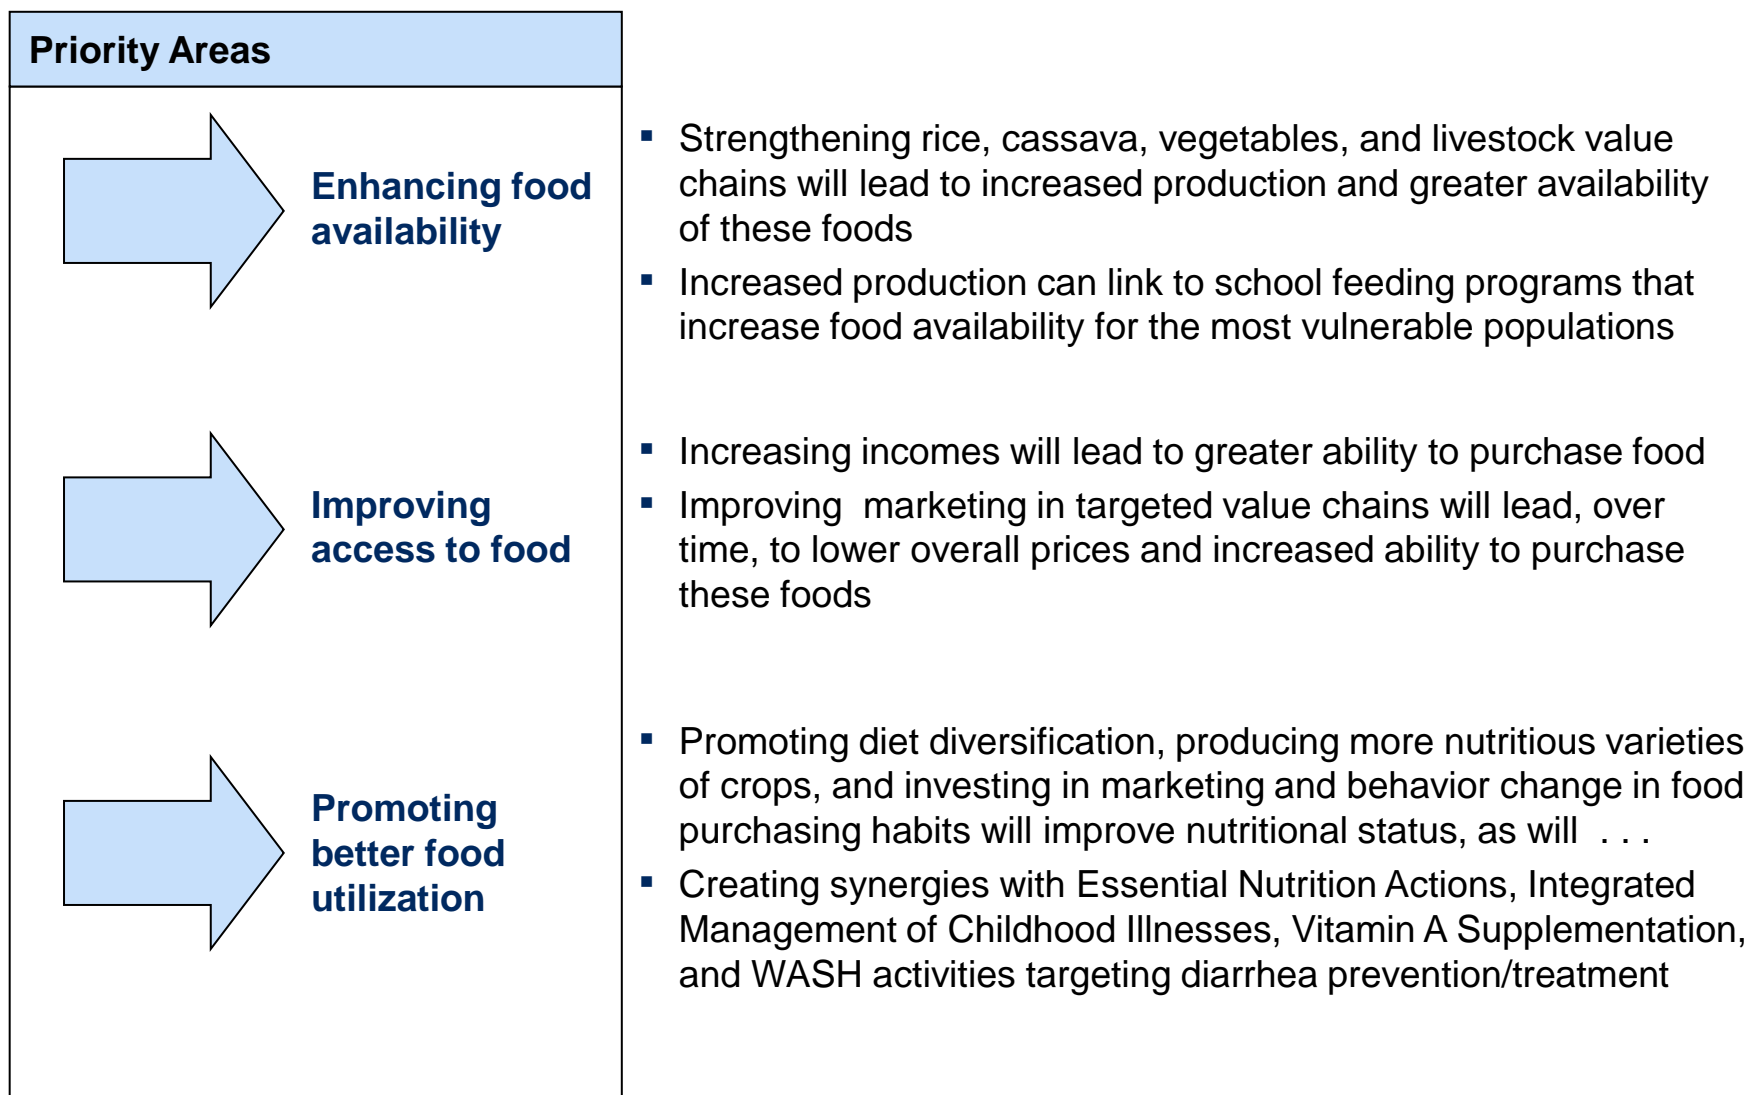 Priority Areas
Enhancing food
availability
▪ Strengthening rice, cassava, vegetables, and livestock value
chains will lead to increased production and greater availability
of these foods
▪ Increased production can link to school feeding programs that
increase food availability for the most vulnerable populations
Improving
access to food
▪ Increasing incomes will lead to greater ability to purchase food
▪ Improving  marketing in targeted value chains will lead, over
time, to lower overall prices and increased ability to purchase
these foods
Promoting
better food
utilization
▪ Promoting diet diversification, producing more nutritious varieties
of crops, and investing in marketing and behavior change in food
purchasing habits will improve nutritional status, as will  . . .
▪ Creating synergies with Essential Nutrition Actions, Integrated
Management of Childhood Illnesses, Vitamin A Supplementation,
and WASH activities targeting diarrhea prevention/treatment